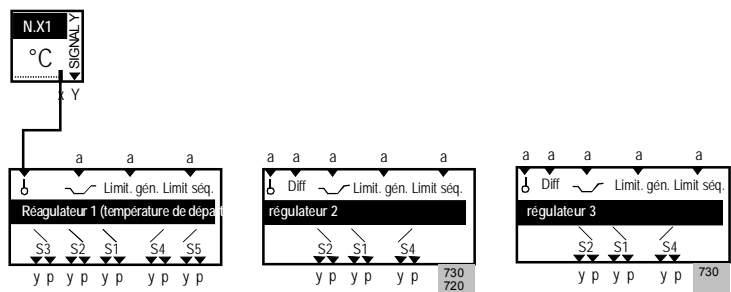 N.X1
°C
SIGNAL Y
x Y
a a a
a a a a a
a a a a a
Limit. gén. Limit séq.
Diff Limit. gén. Limit séq.
Diff Limit. gén. Limit séq.
Réagulateur 1 (température de départ
régulateur 2
régulateur 3
S3 S2 S1 S4 S5
S2 S1 S4
S2 S1 S4
y p y p y p y p y p
y p y p y p
730
720
y p y p y p
730